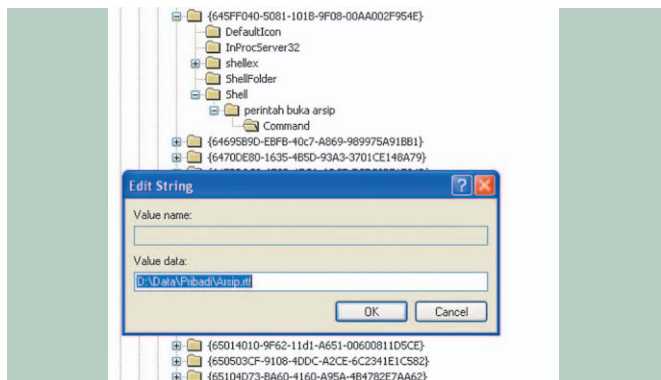 {645FF040-5081-101B-9F08-00AA002F954E}
DefaultIcon
InProcServer32
shellex
ShellFolder
Shell
perintah buka arsip
Command
{64695B9D-EBFB-40c7-A869-989975A91BB1}
{6470DE80-1635-4B5D-93A3-3701CE148A79}
Edit String
Value name:
Value data:
D:\Data\Pribadi\Arsip.rtf
OK Cancel
{65014010-9F62-11d1-A651-00600811D5CE}
{650503CF-9108-4DDC-A2CE-6C2341E1C582}
{65104D73-BA60-4160-A95A-4B4782E7AA62}